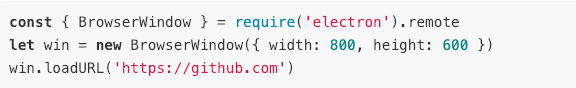 const { BrowserWindow } = require('electron').remote
let win = new BrowserWindow({ width: 800, height: 600 })
win.loadURL('https://github.com')